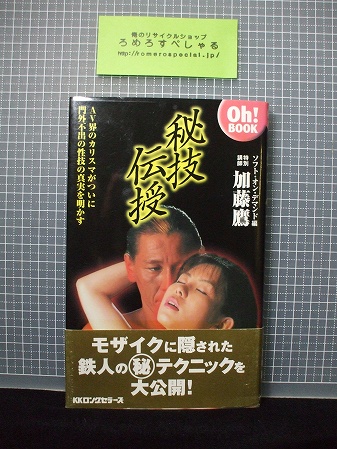 俺のリサイクルショップ
ろめろすぺしゃる
http://romerospecial.jp/
Oh!
BOOK
ソフト・オン・デマンド編
特別
講師
加藤鷹
秘技
伝授
AV界のカリスマがついに
門外不出の性技の真実を明かす
モザイクに隠された
鉄人の㊙テクニックを
大公開!
KKロングセラーズ